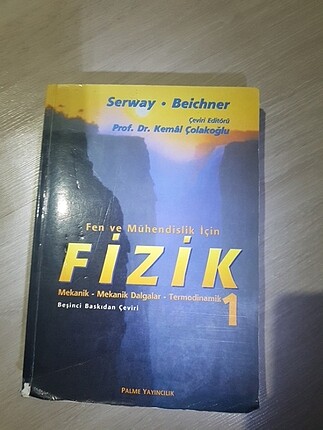 Serway • Beichner
Çeviri Editörü
Prof. Dr. Kemâl Çolakoğlu
Fen ve Mühendislik İçin
FİZİK
Mekanik - Mekanik Dalgalar - Termodinamik 1
Beşinci Baskıdan Çeviri
PALME YAYINCILIK